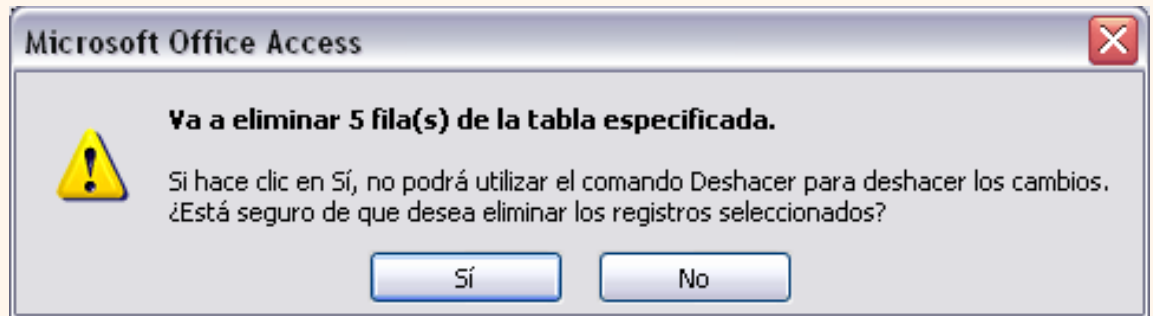 Microsoft Office Access
Va a eliminar 5 fila(s) de la tabla especificada.
Si hace clic en Sí, no podrá utilizar el comando Deshacer para deshacer los cambios.
¿Está seguro de que desea eliminar los registros seleccionados?
Sí
No